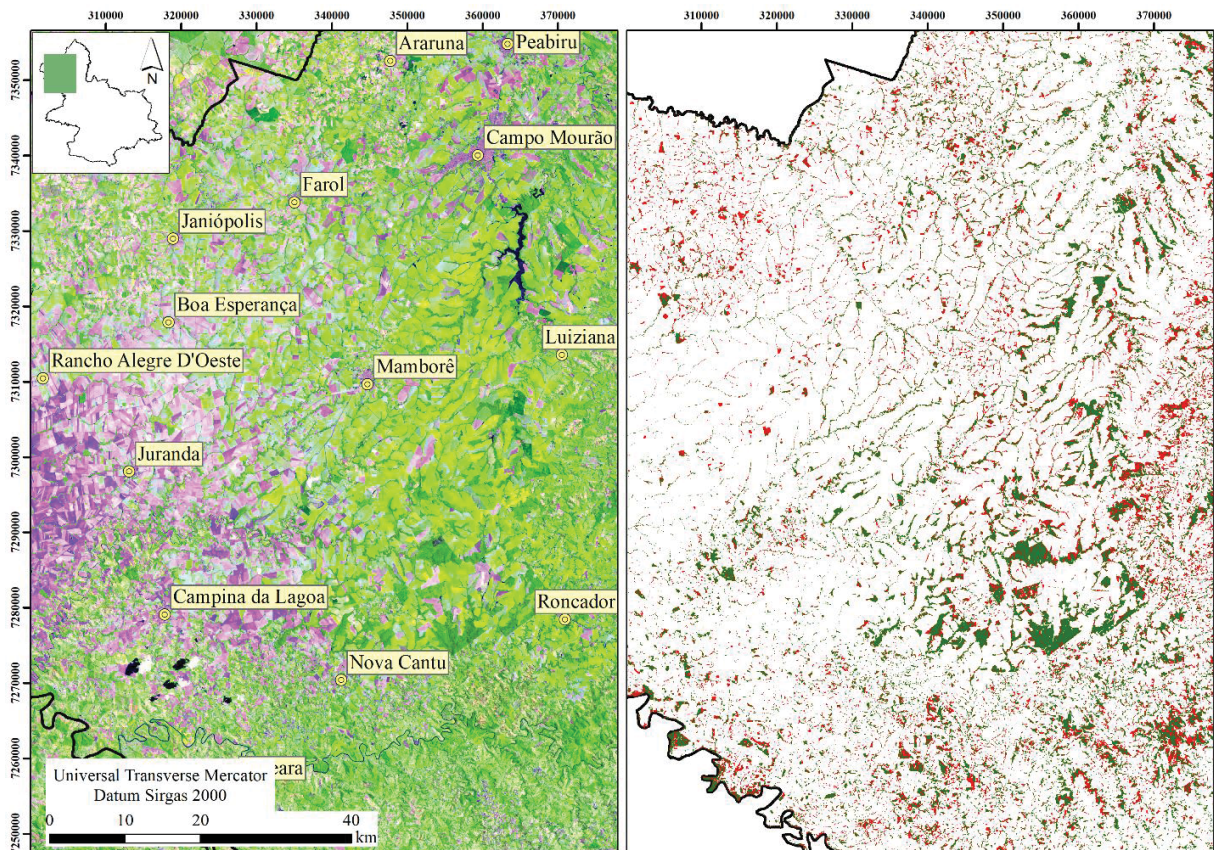 310000 320000 330000 340000 350000 360000 370000
310000 320000 330000 340000 350000 360000 370000
N
Araruna
Peabiru
Campo Mourão
Farol
Janiópolis
Boa Esperança
Luiziana
Rancho Alegre D'Oeste
Mamborê
Juranda
Campina da Lagoa
Roncador
Nova Cantu
eara
7350000
7340000
7330000
7320000
7310000
7300000
7290000
7280000
7270000
7260000
7250000
Universal Transverse Mercator
Datum Sirgas 2000
0 10 20 40
km